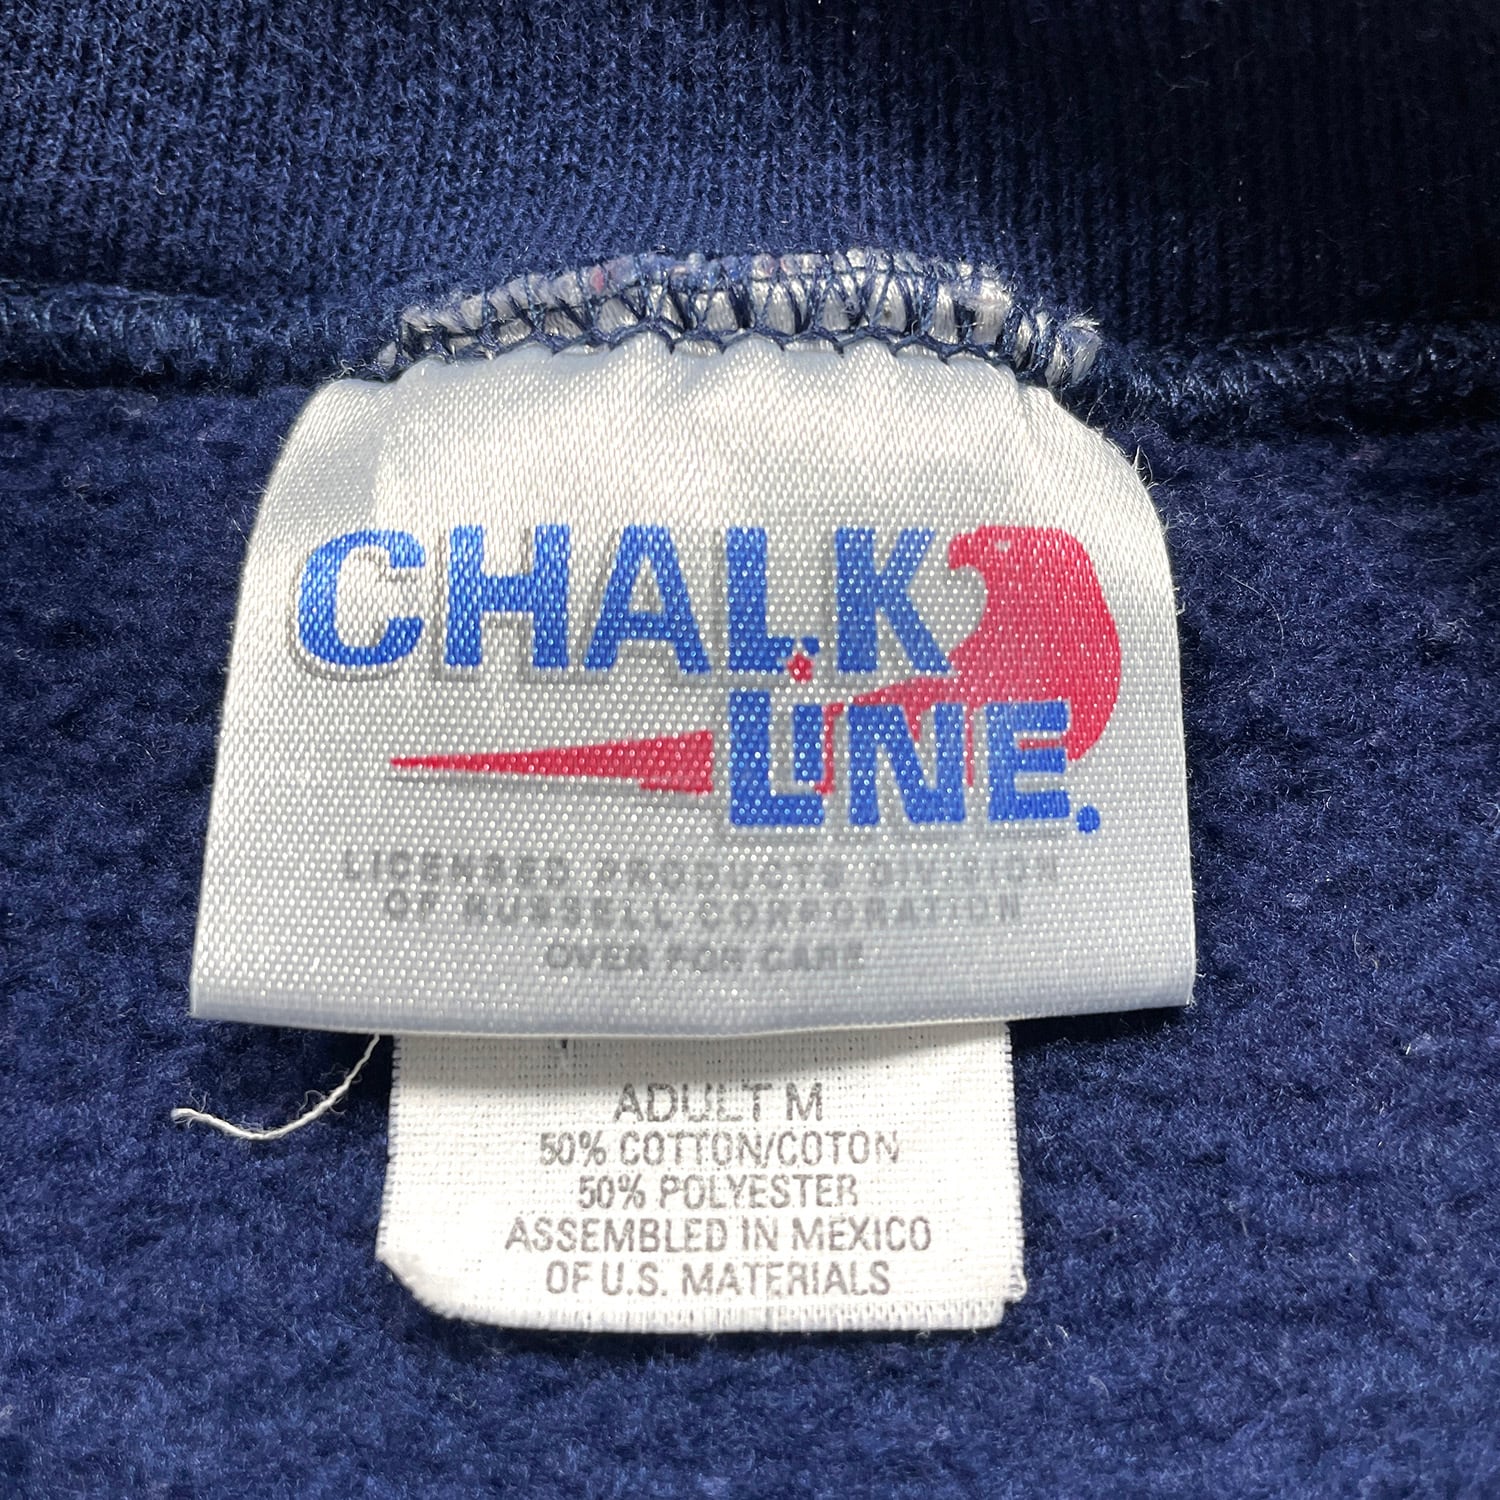 CHALK
LINE.
LICENSED PRODUCTS DIVISION
OF RUSSELL CORPORATION
OVER FOR CARE
ADULT M
50% COTTON/COTON
50% POLYESTER
ASSEMBLED IN MEXICO
OF U.S. MATERIALS